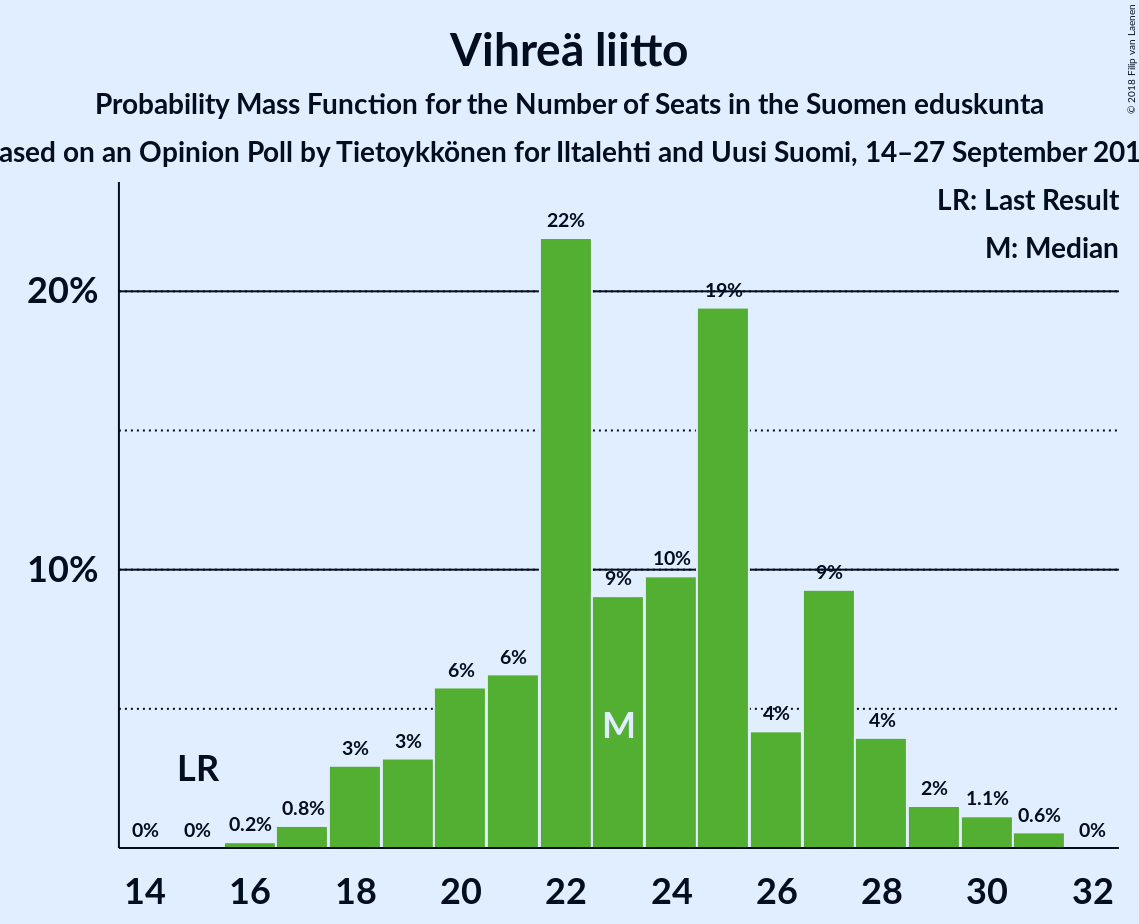 Vihreä liitto
Probability Mass Function for the Number of Seats in the Suomen eduskunta
ased on an Opinion Poll by Tietoykkönen for Iltalehti and Uusi Suomi, 14–27 September 201
© 2018 Filip van Laenen
LR: Last Result
M: Median
22%
20%
19%
10%
10%
9%
9%
6%
6%
4%
4%
M
3%
3%
LR
2%
1.1%
0.8%
0.6%
0.2%
0%
0%
0%
14 16 18 20 22 24 26 28 30 32